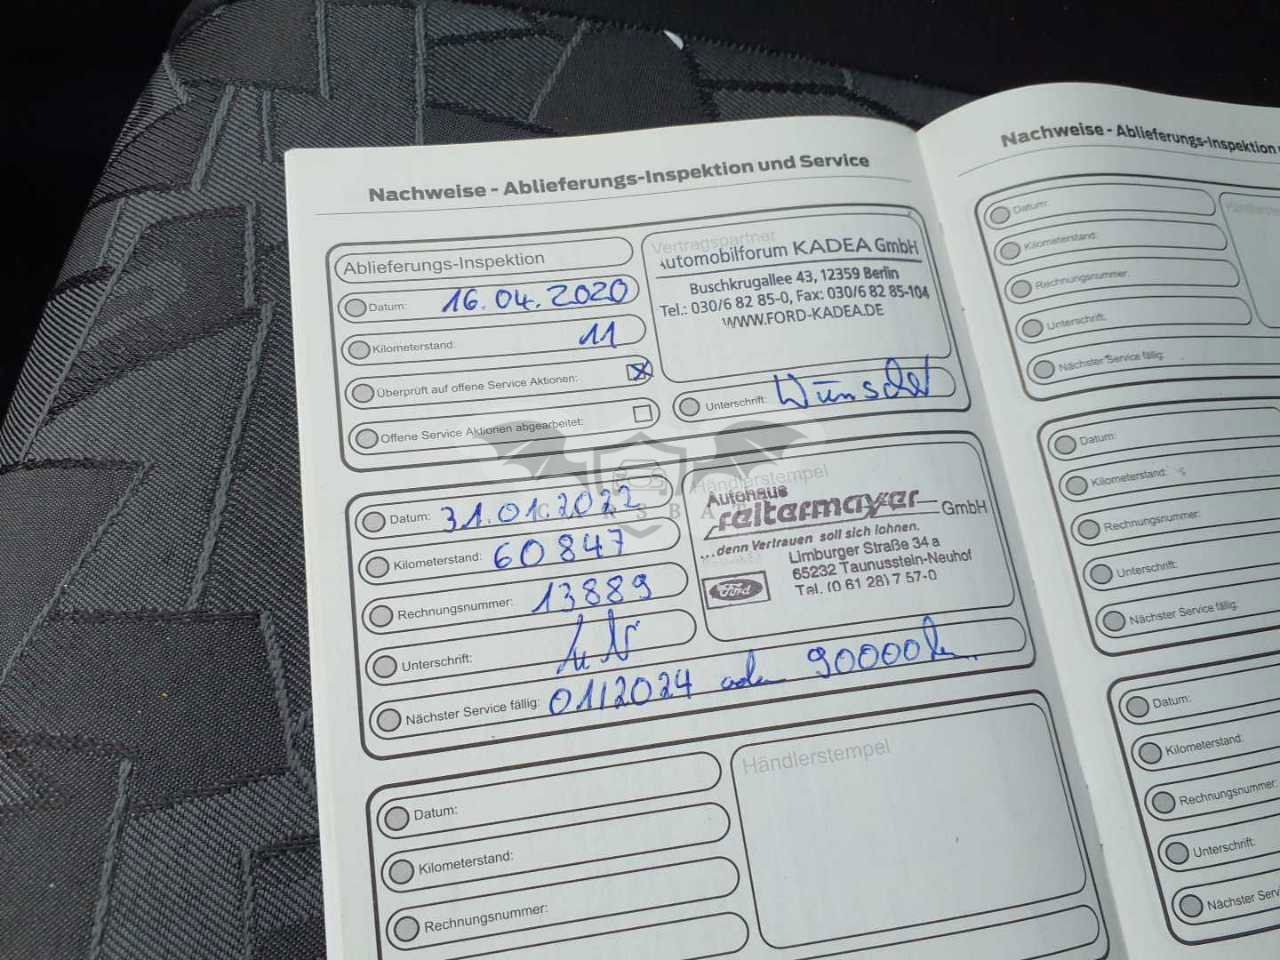 Nachweise - Ablieferungs-Inspektion und Service
Ablieferungs-Inspektion
Datum: 16.04.2020
Kilometerstand: 11
Überprüft auf offene Service Aktionen:
Offene Service Aktionen abgearbeitet:
Vertragspartner
Automobilforum KADEA GmbH
Buschkrugallee 43, 12359 Berlin
Tel.: 030/6 82 85-0, Fax: 030/6 82 85-104
WWW.FORD-KADEA.DE
Unterschrift:
Datum: 31.01.2022
Kilometerstand: 60847
Rechnungsnummer: 13889
Unterschrift:
Nächster Service fällig: 01/2024 oder 90000km
Händlerstempel
Autohaus
reitermayer GmbH
...denn Vertrauen soll sich lohnen.
Limburger Straße 34 a
65232 Taunusstein-Neuhof
Tel. (0 61 28) 7 57-0
Ford
Datum:
Kilometerstand:
Rechnungsnummer:
Händlerstempel
Nachweise - Ablieferungs-Inspektion
Datum:
Kilometerstand:
Rechnungsnummer:
Unterschrift:
Nächster Service fällig:
Datum:
Kilometerstand:
Rechnungsnummer:
Unterschrift:
Nächster Service fällig:
Datum:
Kilometerstand:
Rechnungsnummer:
Unterschrift:
Nächster Serv